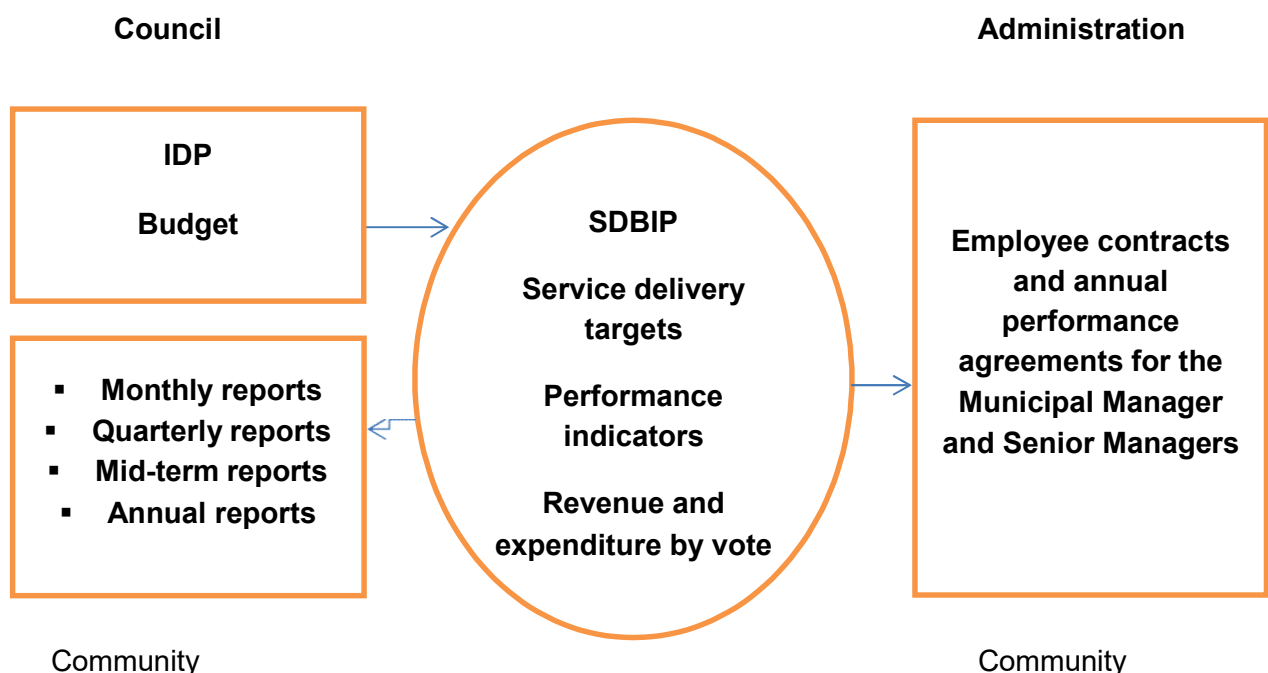 Council
Administration
IDP
Budget
▪ Monthly reports
▪ Quarterly reports
▪ Mid-term reports
▪ Annual reports
SDBIP
Service delivery
targets
Performance
indicators
Revenue and
expenditure by vote
Employee contracts
and annual
performance
agreements for the
Municipal Manager
and Senior Managers
Community
Community